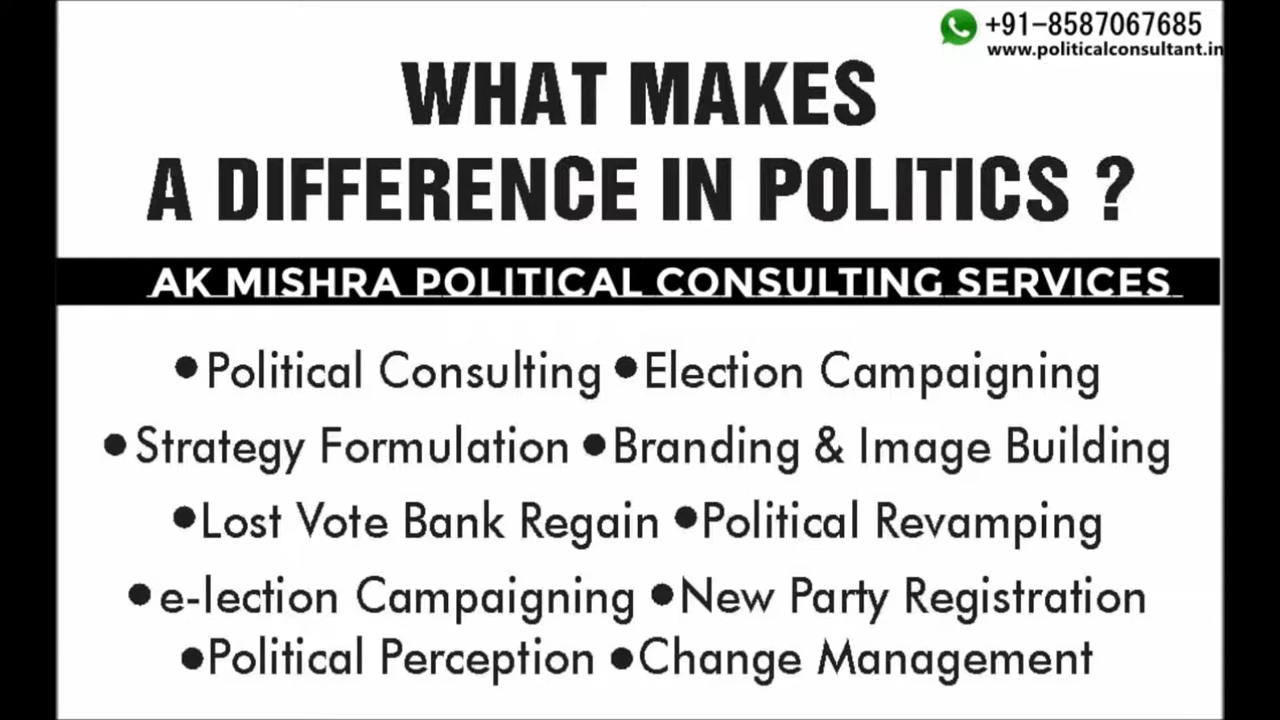 +91-8587067685
www.politicalconsultant.in
WHAT MAKES
A DIFFERENCE IN POLITICS ?
AK MISHRA POLITICAL CONSULTING SERVICES
•Political Consulting •Election Campaigning
•Strategy Formulation •Branding & Image Building
•Lost Vote Bank Regain •Political Revamping
•e-lection Campaigning •New Party Registration
•Political Perception •Change Management